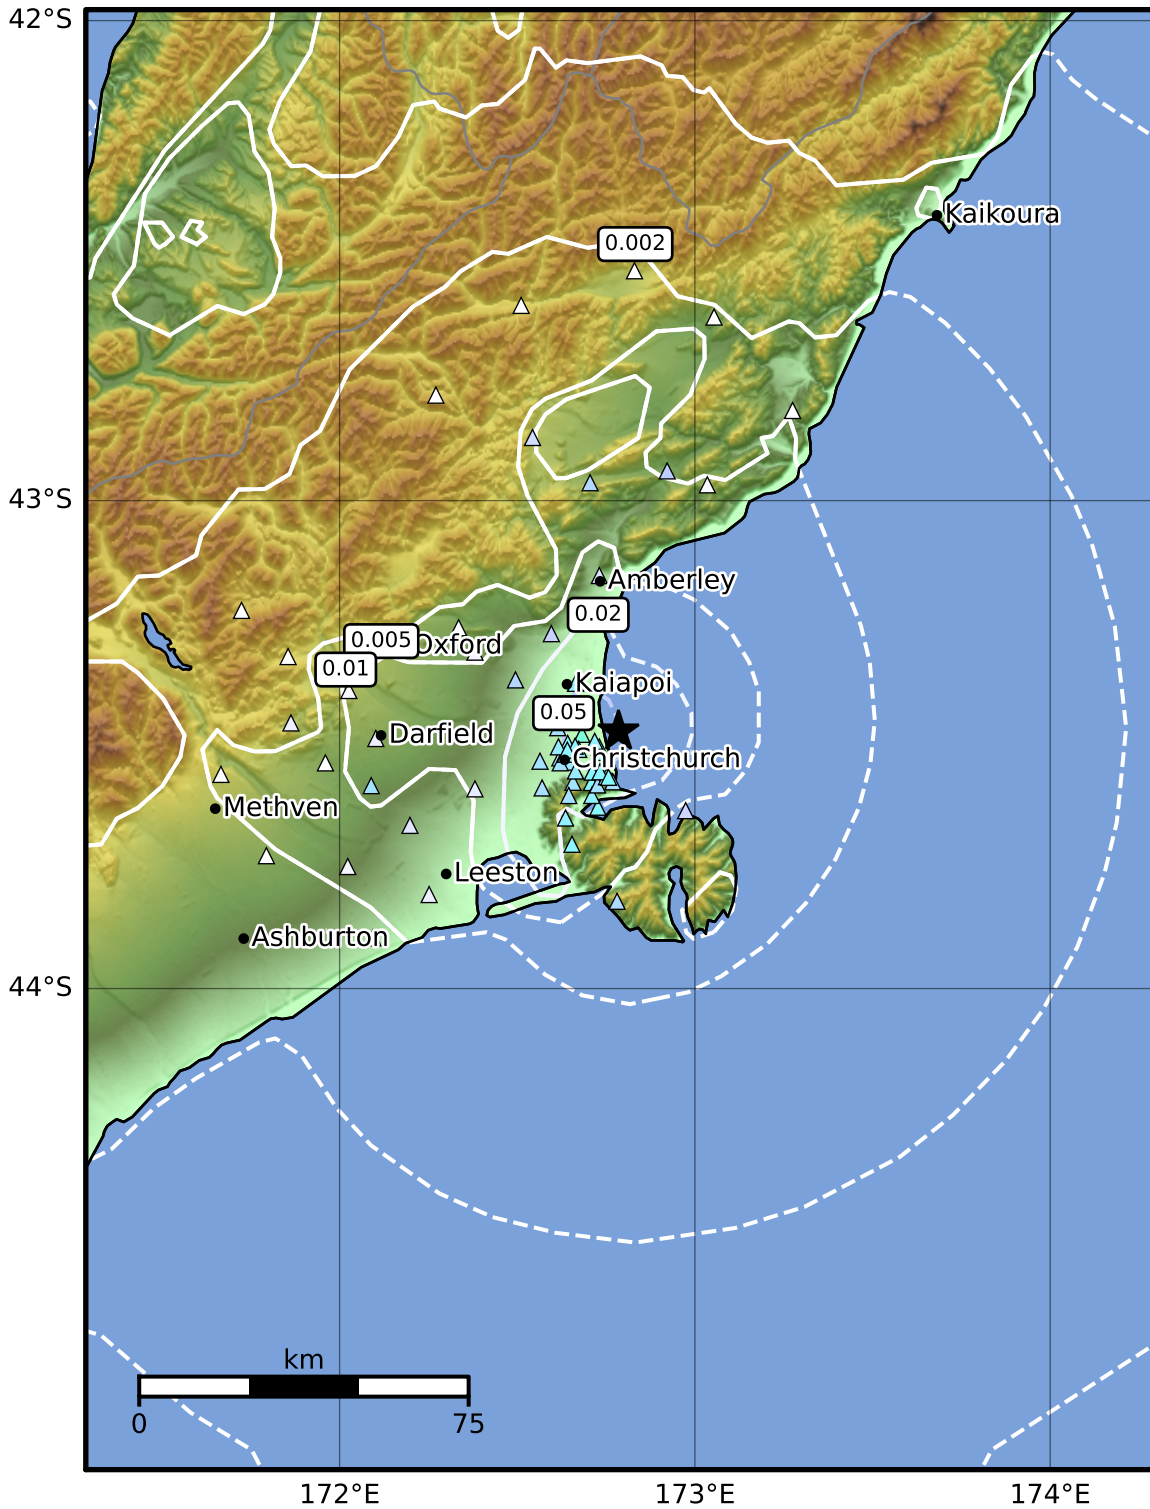 42°S
Kaikoura
0.002
43°S
Amberley
0.02
0.005
Oxford
0.01
Kaiapoi
0.05
Darfield
Christchurch
Methven
Leeston
Ashburton
44°S
km
0
75
172°E
173°E
174°E